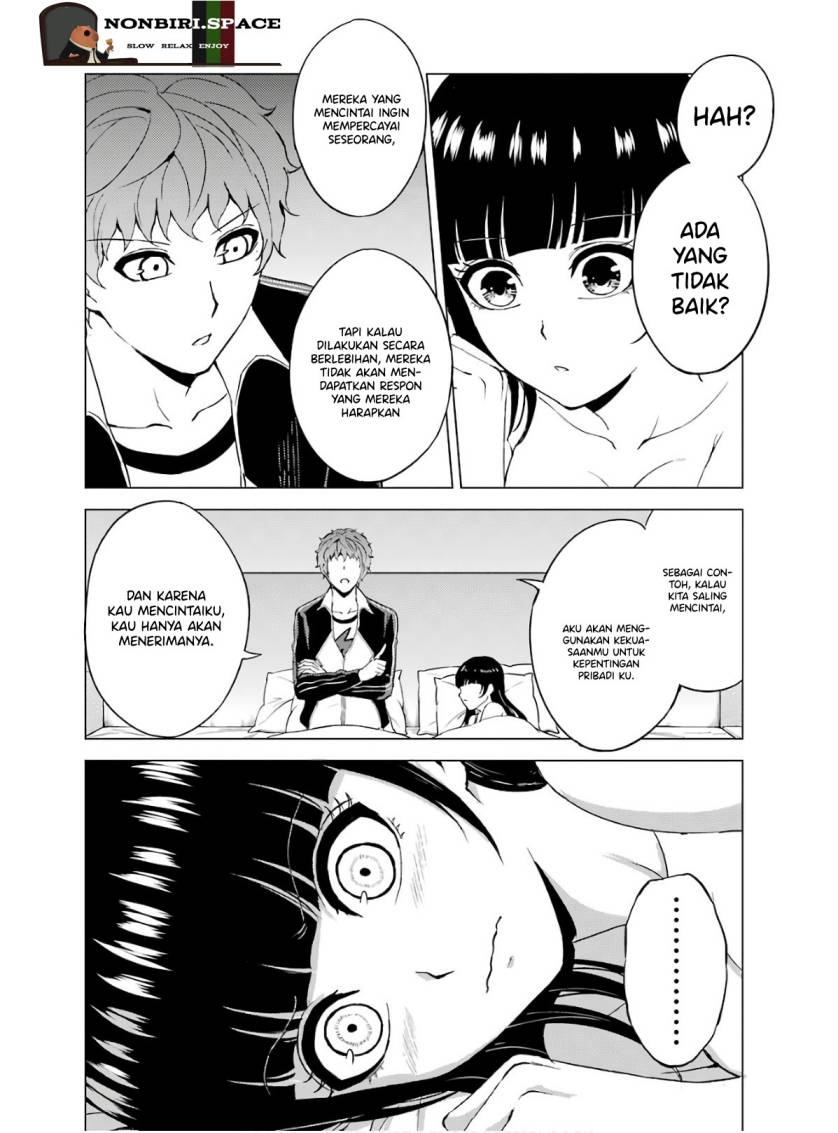 NONBIRI.SPACE
SLOW RELAX ENJOY
HAH?
ADA
YANG
TIDAK
BAIK?
MEREKA YANG
MENCINTAI INGIN
MEMPERCAYAI
SESEORANG,
TAPI KALAU
DILAKUKAN SECARA
BERLEBIHAN, MEREKA
TIDAK AKAN MEN-
DAPATKAN RESPON
YANG MEREKA
HARAPKAN
SEBAGAI CON-
TOH, KALAU
KITA SALING
MENCINTAI,
AKU AKAN MENG-
GUNAKAN KEKUA-
SAANMU UNTUK
KEPENTINGAN
PRIBADI KU.
DAN KARENA
KAU MENCINTAIKU,
KAU HANYA AKAN
MENERIMANYA.
..........